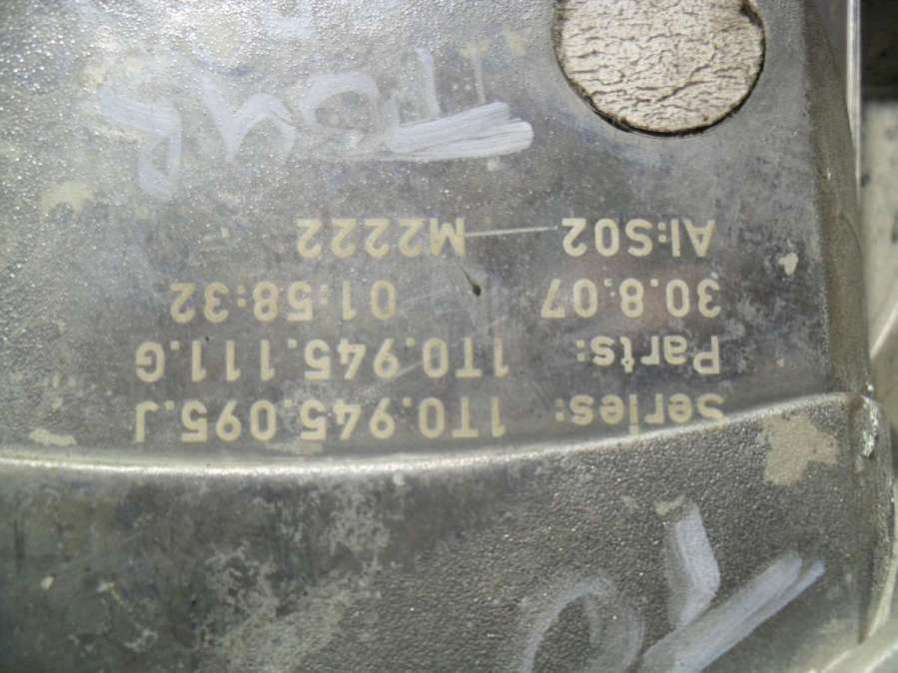 Series: 1T0.945.095.J
Parts: 1T0.945.111.G
30.8.07 01:58:32
AI:S02 M2222